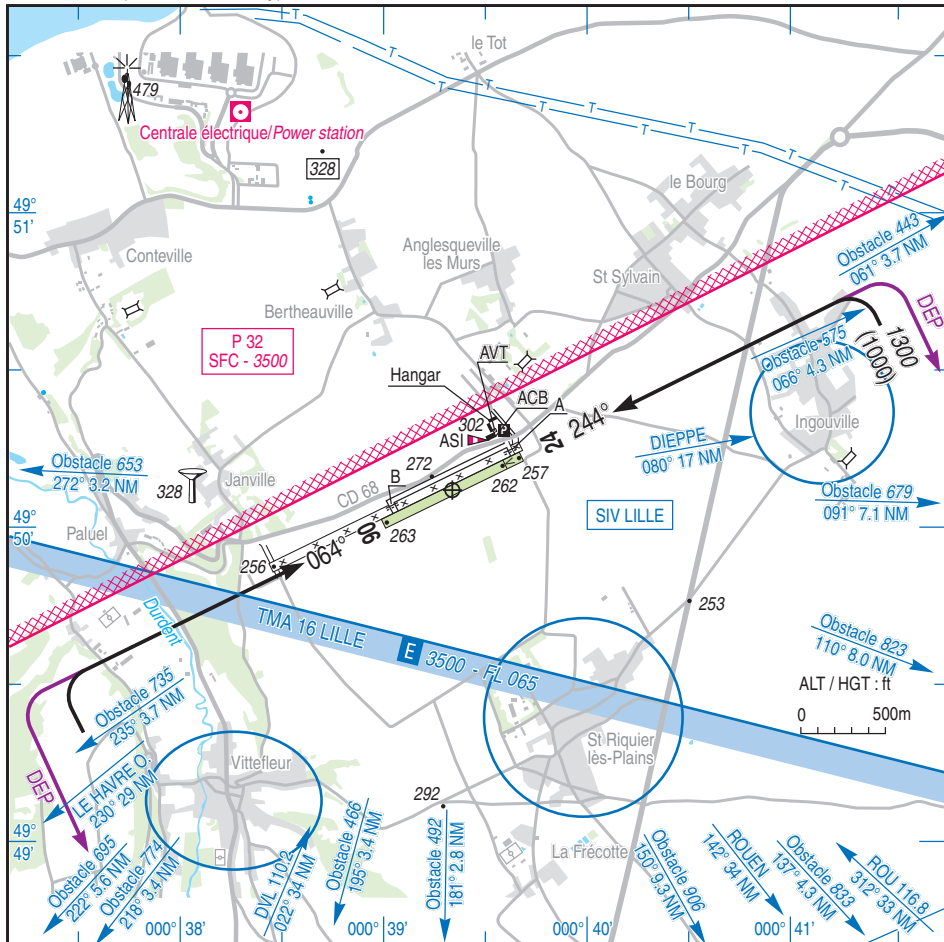 le Tot
T
T
T
T
T
T
T
T
T
479
Centrale électrique/Power station
328
le Bourg
49°
51'
Conteville
Anglesqueville
les Murs
St Sylvain
Obstacle 443
061° 3.7 NM
DEP
Bertheauville
P 32
SFC - 3500
AVT
Hangar
ACB
A
302
P
ASI
24
244°
Obstacle 575
066° 4.3 NM
1300
(1000)
Ingouville
DIEPPE
080° 17 NM
Obstacle 653
272° 3.2 NM
328
Janville
272
B
CD 68
262
257
Obstacle 679
091° 7.1 NM
SIV LILLE
49°
50'
Paluel
263
06
064°
256
253
Durdent
TMA 16 LILLE
E
3500 - FL 065
Obstacle 823
110° 8.0 NM
ALT / HGT : ft
0
500m
Obstacle 735
235° 3.7 NM
DEP
LE HAVRE O.
230° 29 NM
Vittefleur
St Riquier
lès-Plains
292
49°
49'
La Frécotte
Obstacle 695
222° 5.6 NM
Obstacle 774
218° 3.4 NM
DVL 110.2
022° 34 NM
Obstacle 466
195° 3.4 NM
Obstacle 492
181° 2.8 NM
Obstacle 906
150° 9.3 NM
ROUEN
142° 34 NM
Obstacle 833
137° 4.3 NM
ROU 116.8
312° 33 NM
000° 38'
000° 39'
000° 40'
000° 41'